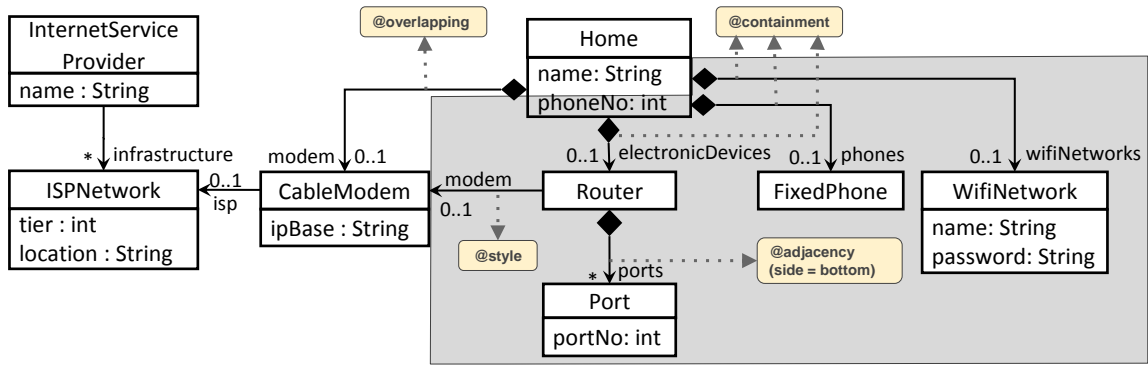 @overlapping
@containment
InternetService
Provider
name : String
Home
name: String
phoneNo: int
* infrastructure
modem
0..1
0..1
electronicDevices
0..1
phones
0..1
wifiNetworks
ISPNetwork
tier : int
location : String
0..1
isp
CableModem
ipBase : String
modem
0..1
Router
FixedPhone
WifiNetwork
name: String
password: String
@style
* ports
@adjacency
(side = bottom)
Port
portNo: int